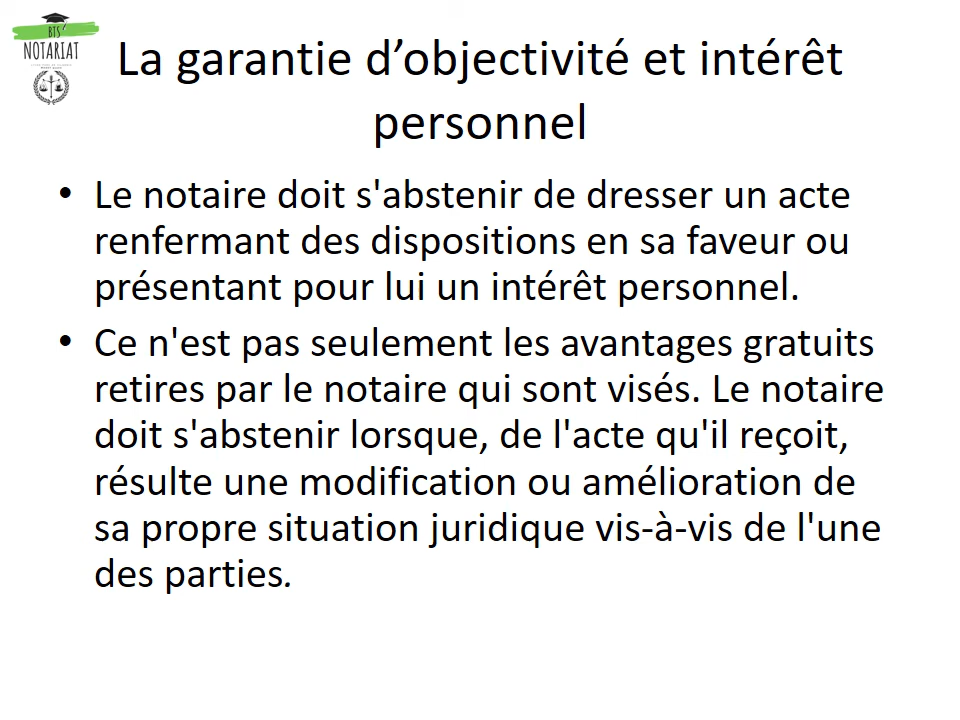 BTS
NOTARIAT
La garantie d’objectivité et intérêt
personnel
• Le notaire doit s'abstenir de dresser un acte
renfermant des dispositions en sa faveur ou
présentant pour lui un intérêt personnel.
• Ce n'est pas seulement les avantages gratuits
retires par le notaire qui sont visés. Le notaire
doit s'abstenir lorsque, de l'acte qu'il reçoit,
résulte une modification ou amélioration de
sa propre situation juridique vis-à-vis de l'une
des parties.